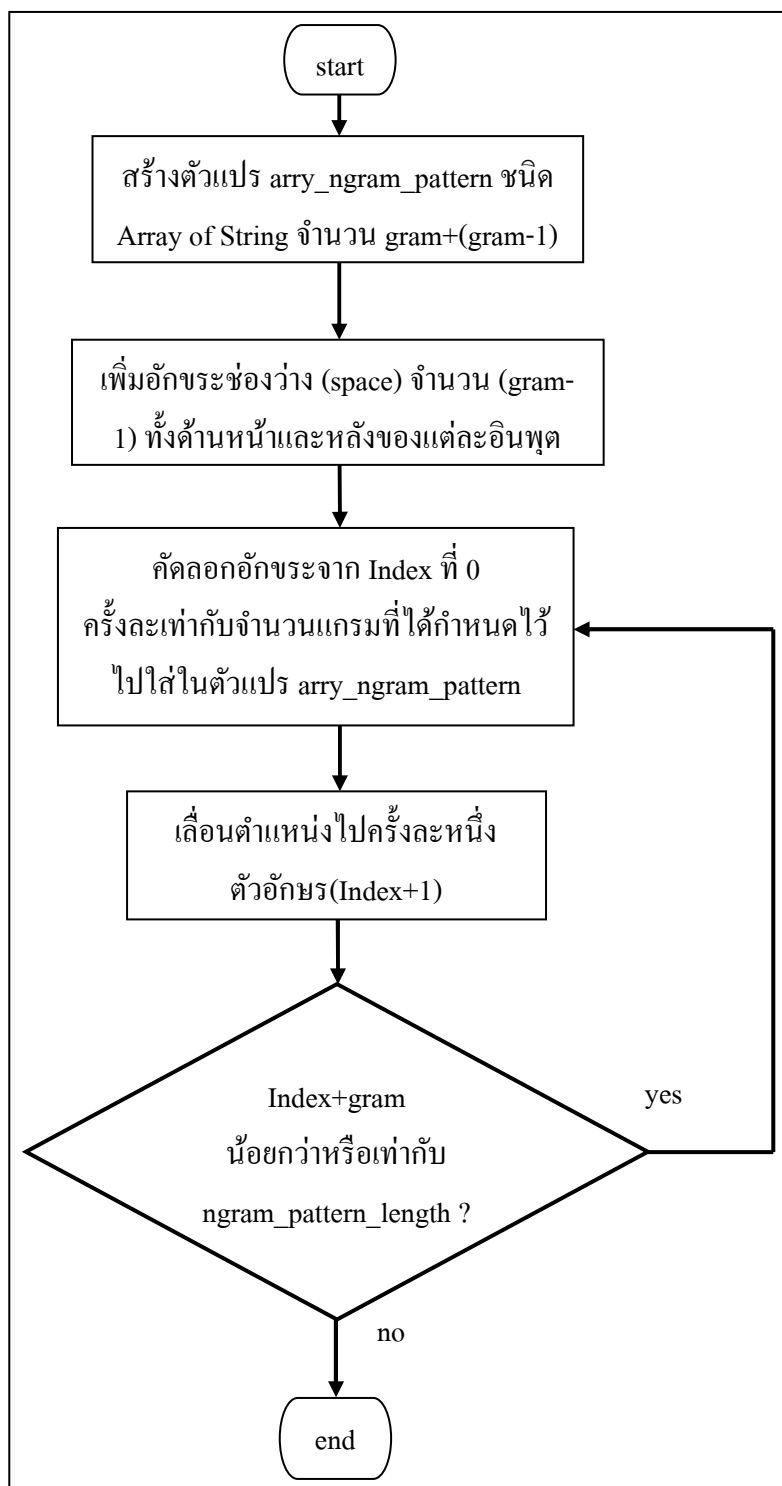 start
สร้างตัวแปร arry_ngram_pattern ชนิด
Array of String จำนวน gram+(gram-1)
เพิ่มอักขระช่องว่าง (space) จำนวน (gram-
1) ทั้งด้านหน้าและหลังของแต่ละอินพุต
คัดลอกอักขระจาก Index ที่ 0
ครั้งละเท่ากับจำนวนแกรมที่ได้กำหนดไว้
ไปใส่ในตัวแปร arry_ngram_pattern
เลื่อนตำแหน่งไปครั้งละหนึ่ง
ตัวอักษร(Index+1)
Index+gram
น้อยกว่าหรือเท่ากับ
ngram_pattern_length ?
yes
no
end